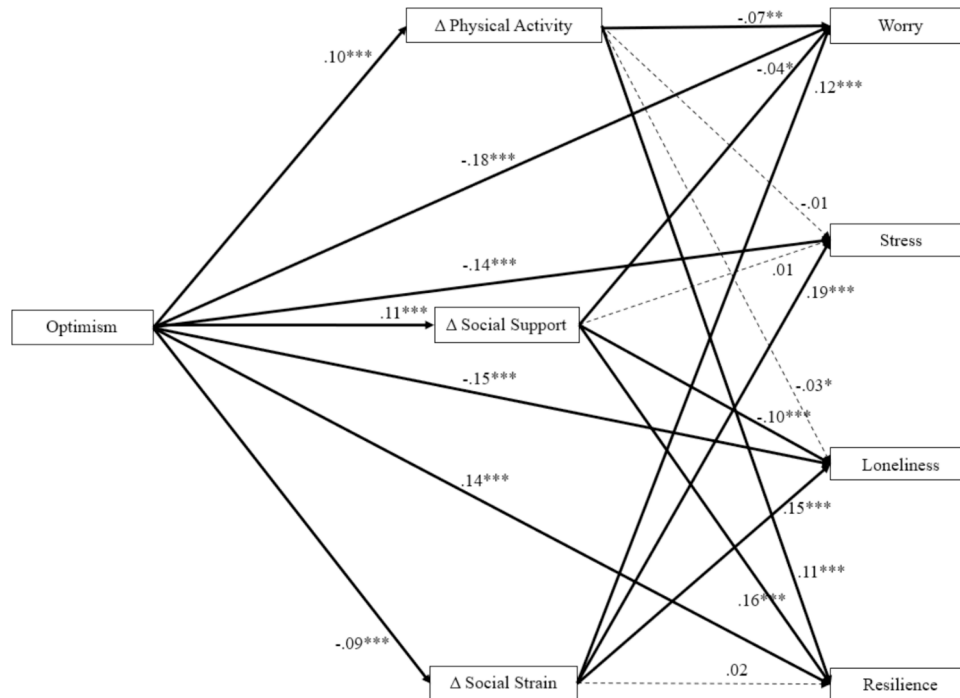 Δ Physical Activity
-.07**
Worry
.10***
-.04*
.12***
-.18***
-.01
Stress
-.14***
.01
.19***
Optimism
.11***
Δ Social Support
-.03*
-.15***
-.10***
Loneliness
.14***
.15***
.11***
.16***
-.09***
Δ Social Strain
.02
Resilience